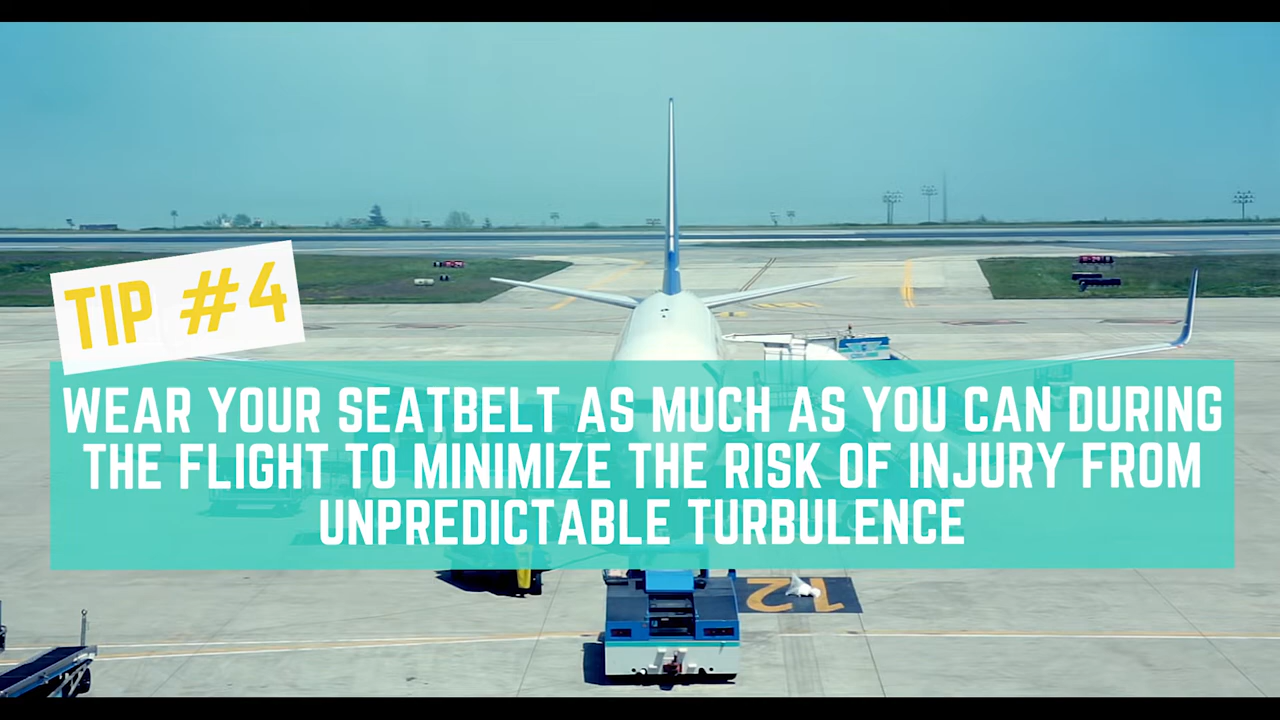 TIP #4
WEAR YOUR SEATBELT AS MUCH AS YOU CAN DURING
THE FLIGHT TO MINIMIZE THE RISK OF INJURY FROM
UNPREDICTABLE TURBULENCE
12